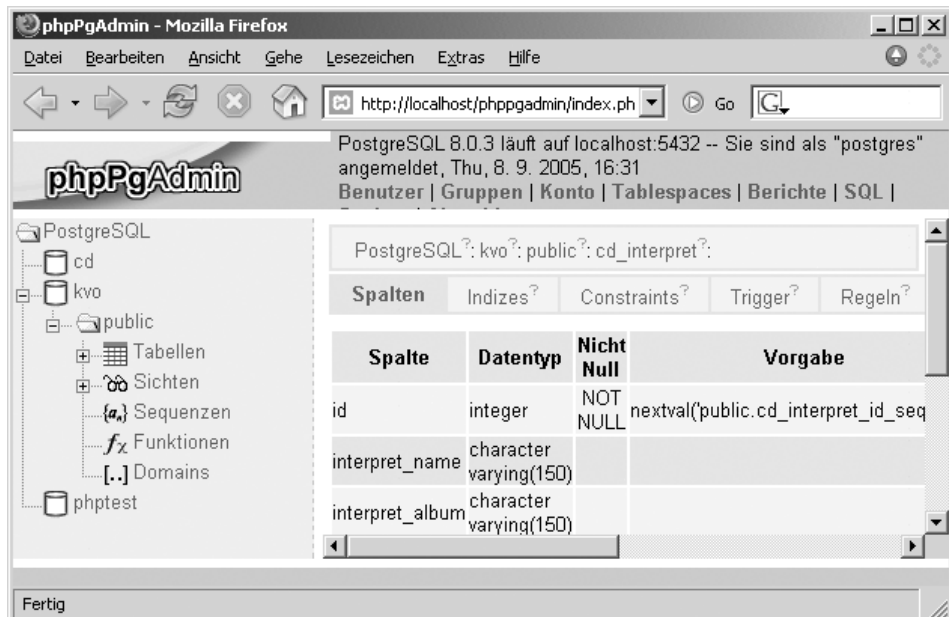 phpPgAdmin - Mozilla Firefox
Datei Bearbeiten Ansicht Gehe Lesezeichen Extras Hilfe
http://localhost/phppgadmin/index.ph Go G
phpPgAdmin
PostgreSQL 8.0.3 läuft auf localhost:5432 -- Sie sind als "postgres"
angemeldet, Thu, 8. 9. 2005, 16:31
Benutzer | Gruppen | Konto | Tablespaces | Berichte | SQL |
PostgreSQL
cd
kvo
public
Tabellen
Sichten
{aₙ} Sequenzen
fx Funktionen
[..] Domains
phptest
PostgreSQL?: kvo?: public?: cd_interpret?:
Spalten Indizes? Constraints? Trigger? Regeln?
Spalte Datentyp Nicht Null Vorgabe
id integer NOT NULL nextval('public.cd_interpret_id_seq
interpret_name character varying(150)
interpret_album character varying(150)
Fertig